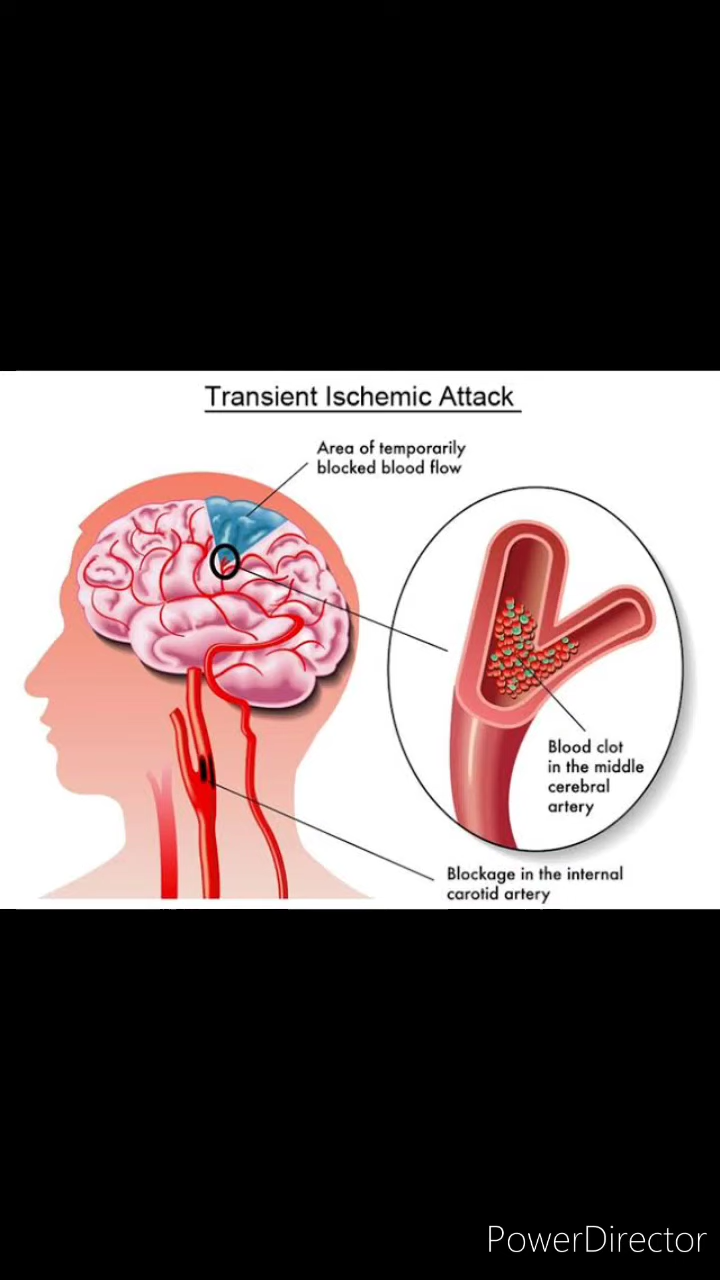 Transient Ischemic Attack
Area of temporarily
blocked blood flow
Blood clot
in the middle
cerebral
artery
Blockage in the internal
carotid artery
PowerDirector